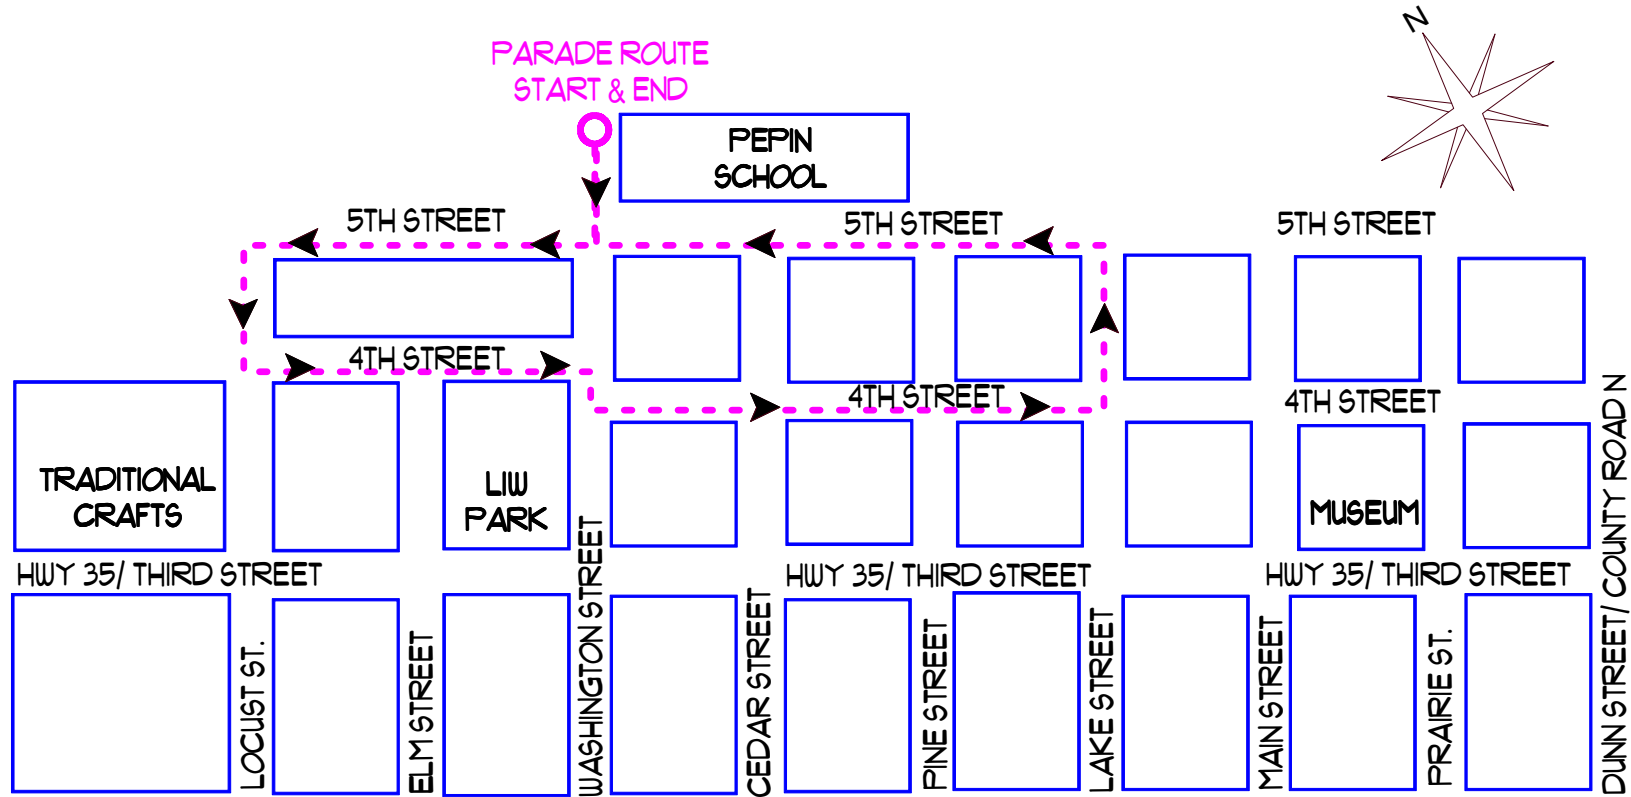 N
PARADE ROUTE
START & END
PEPIN
SCHOOL
5TH STREET
5TH STREET
5TH STREET
4TH STREET
4TH STREET
4TH STREET
TRADITIONAL
CRAFTS
LIW
PARK
MUSEUM
HWY 35/ THIRD STREET
HWY 35/ THIRD STREET
HWY 35/ THIRD STREET
LOCUST ST.
ELM STREET
WASHINGTON STREET
CEDAR STREET
PINE STREET
LAKE STREET
MAIN STREET
PRAIRIE ST.
DUNN STREET/ COUNTY ROAD N